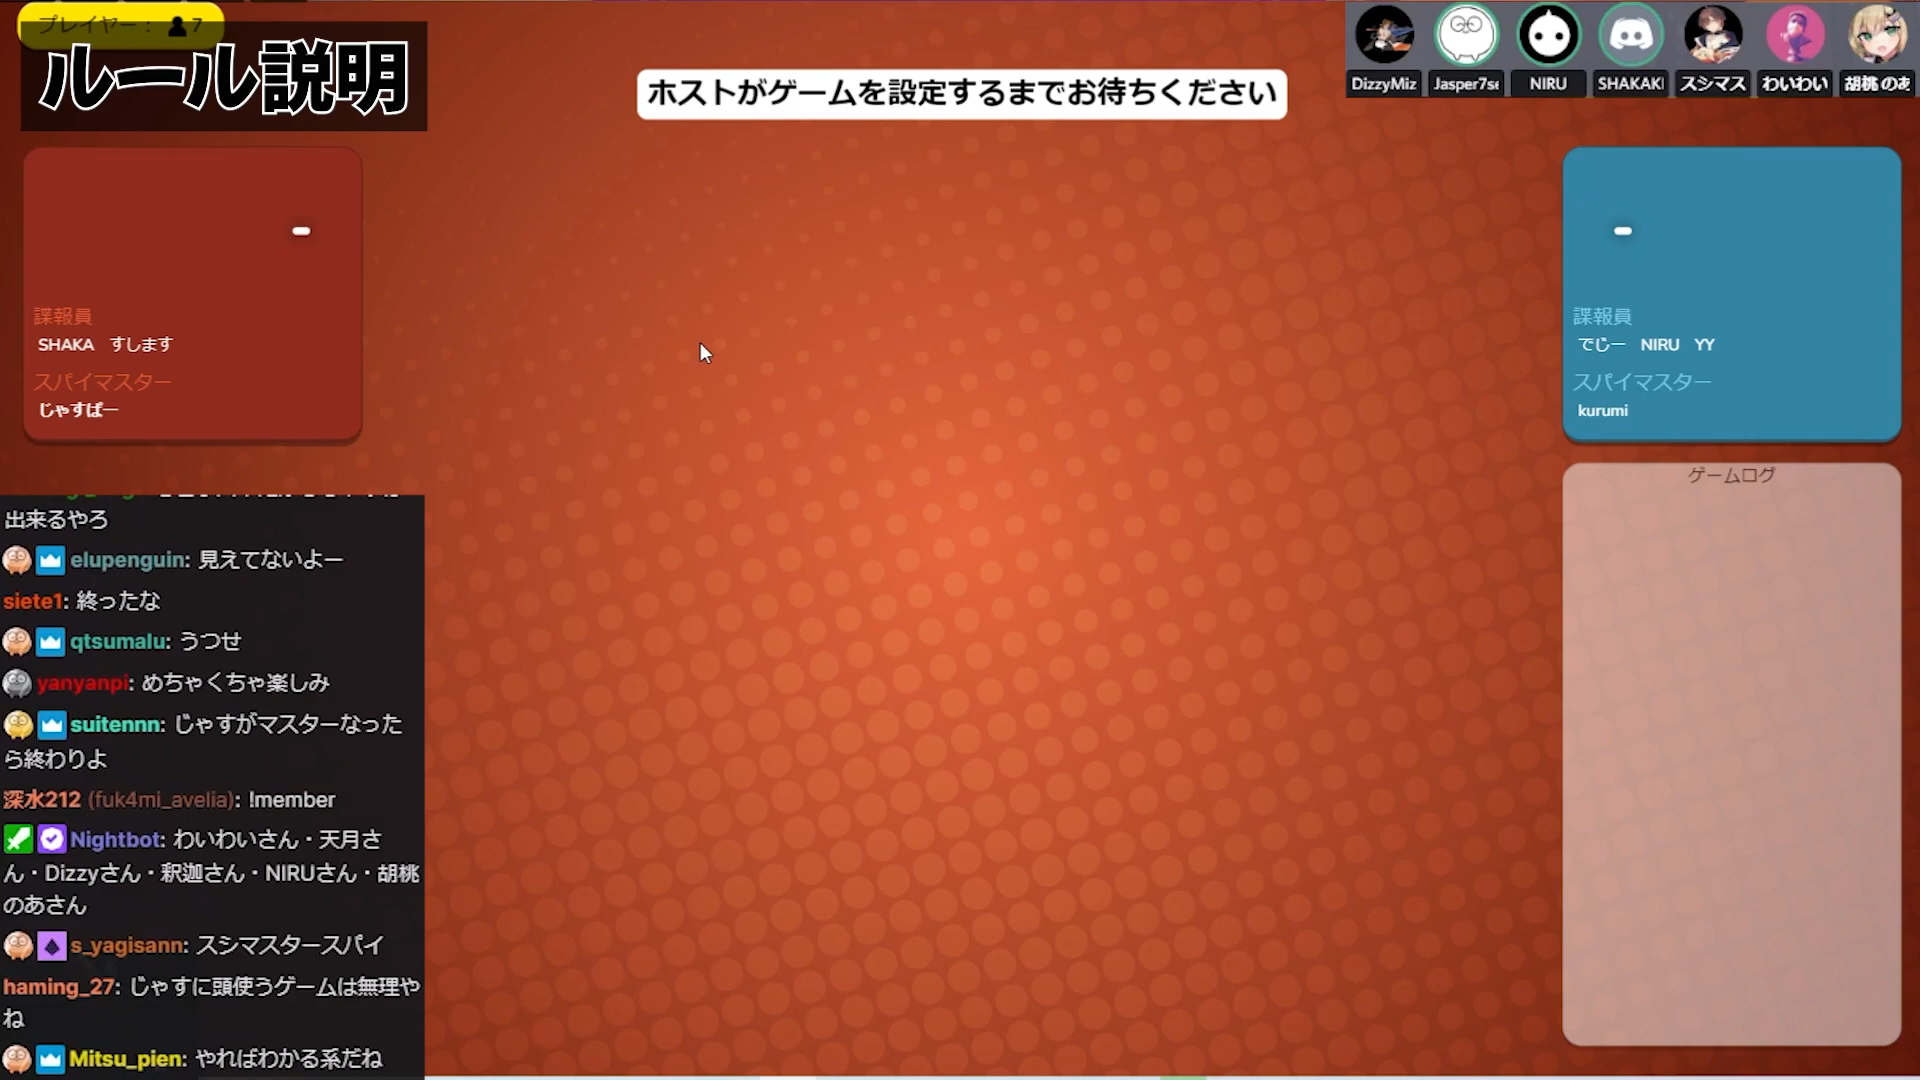 プレイヤー： 7
ルール説明
ホストがゲームを設定するまでお待ちください
DizzyMiz
Jasper7se
NIRU
SHAKAKI
スシマス
わいわい
胡桃のあ
諜報員
SHAKA すします
スパイマスター
じゃすぱー
諜報員
でじー NIRU YY
スパイマスター
kurumi
ゲームログ
出来るやろ
elupenguin: 見えてないよー
siete1: 終ったな
qtsumalu: うつせ
yanyanpi: めちゃくちゃ楽しみ
suitennn: じゃすがマスターなった
ら終わりよ
深水212 (fuk4mi_avelia): !member
Nightbot: わいわいさん・天月さ
ん・Dizzyさん・釈迦さん・NIRUさん・胡桃
のあさん
s_yagisann: スシマスタースパイ
haming_27: じゃすに頭使うゲームは無理や
ね
Mitsu_pien: やればわかる系だね